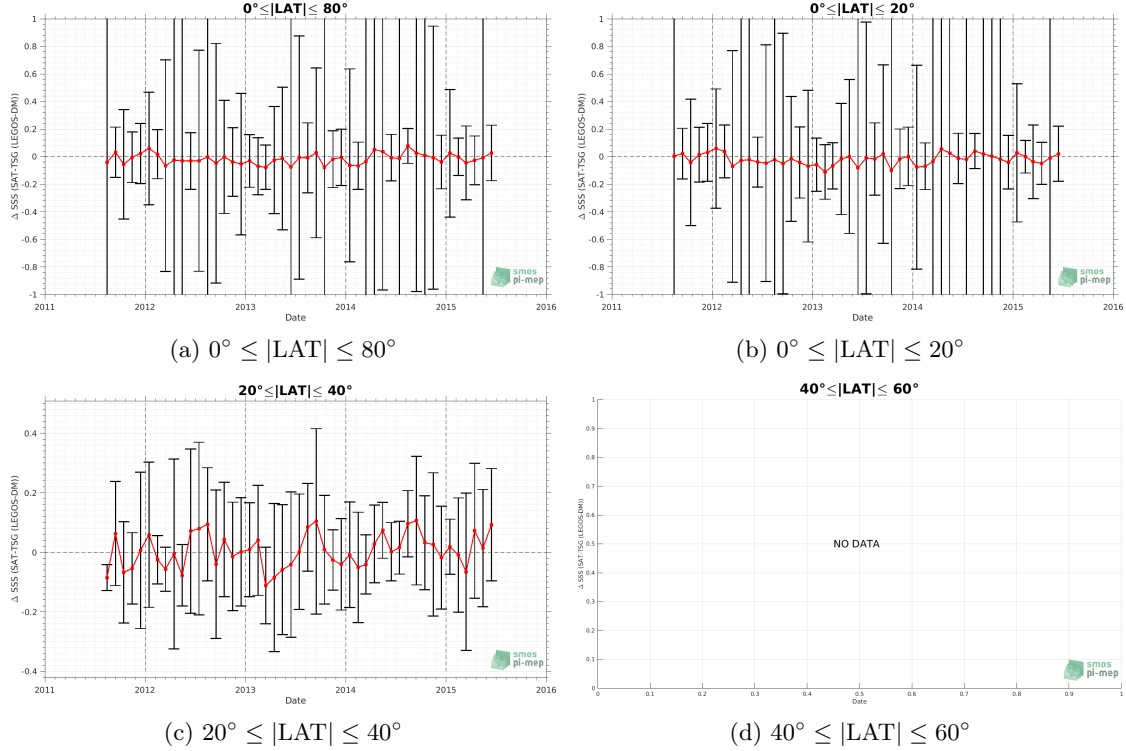 0°≤|LAT|≤ 80°
Δ SSS (SAT-TSG (LEGOS-DM))
1
0.8
0.6
0.4
0.2
0
-0.2
-0.4
-0.6
-0.8
-1
2011 2012 2013 2014 2015 2016
Date
smos
pi-mep
(a) 0° ≤ |LAT| ≤ 80°
0°≤|LAT|≤ 20°
Δ SSS (SAT-TSG (LEGOS-DM))
1
0.8
0.6
0.4
0.2
0
-0.2
-0.4
-0.6
-0.8
-1
2011 2012 2013 2014 2015 2016
Date
smos
pi-mep
(b) 0° ≤ |LAT| ≤ 20°
20°≤|LAT|≤ 40°
Δ SSS (SAT-TSG (LEGOS-DM))
0.4
0.2
0
-0.2
-0.4
2011 2012 2013 2014 2015 2016
Date
smos
pi-mep
(c) 20° ≤ |LAT| ≤ 40°
40°≤|LAT|≤ 60°
Δ SSS (SAT-TSG (LEGOS-DM))
1
0.9
0.8
0.7
0.6
0.5
0.4
0.3
0.2
0.1
0
NO DATA
0 0.1 0.2 0.3 0.4 0.5 0.6 0.7 0.8 0.9 1
Date
smos
pi-mep
(d) 40° ≤ |LAT| ≤ 60°